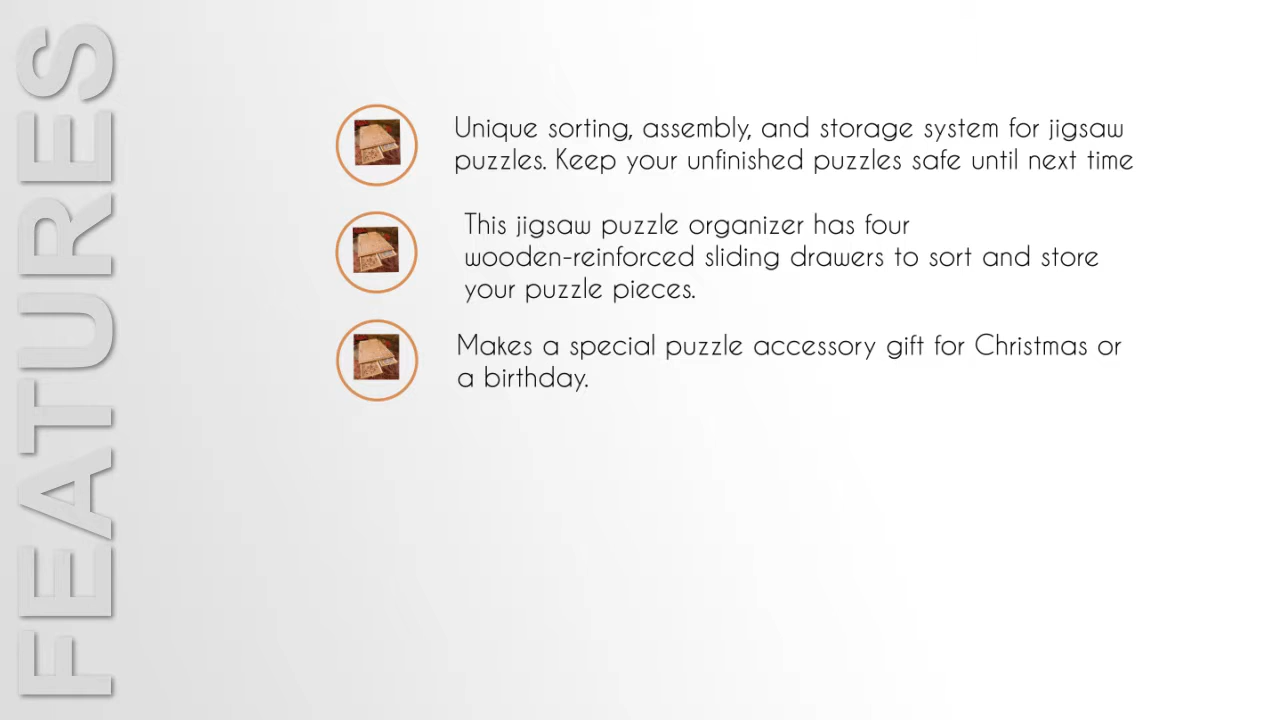 FEATURES
Unique sorting, assembly, and storage system for jigsaw
puzzles. Keep your unfinished puzzles safe until next time
This jigsaw puzzle organizer has four
wooden-reinforced sliding drawers to sort and store
your puzzle pieces.
Makes a special puzzle accessory gift for Christmas or
a birthday.